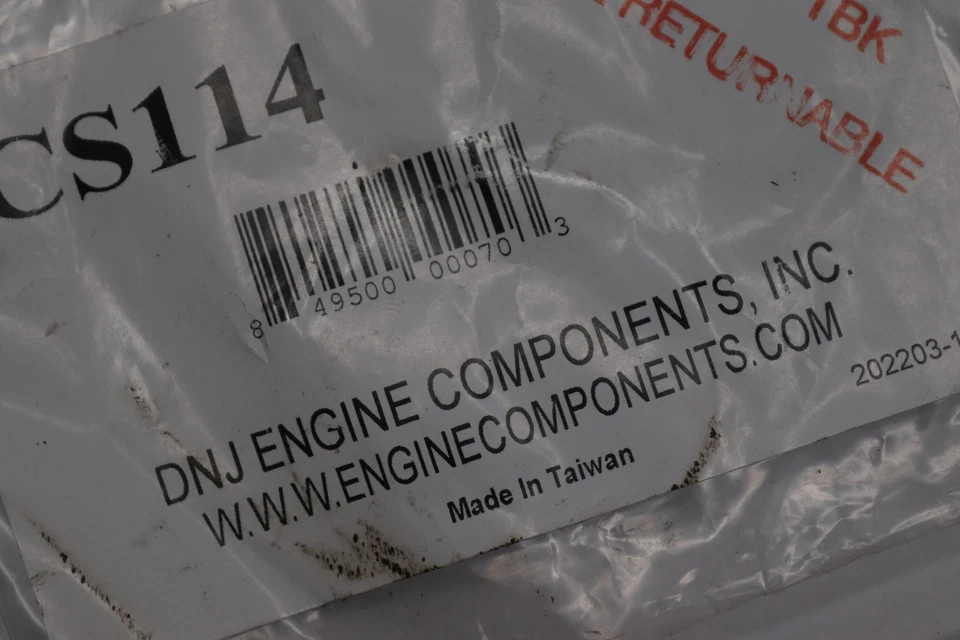 CS114
TBK
RETURNABLE
8 49500 00070 3
DNJ ENGINE COMPONENTS, INC.
W.W.W.ENGINECOMPONENTS.COM
202203-1
Made In Taiwan